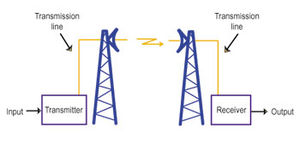 Transmission
line
Transmission
line
Input
Transmitter
Receiver
Output